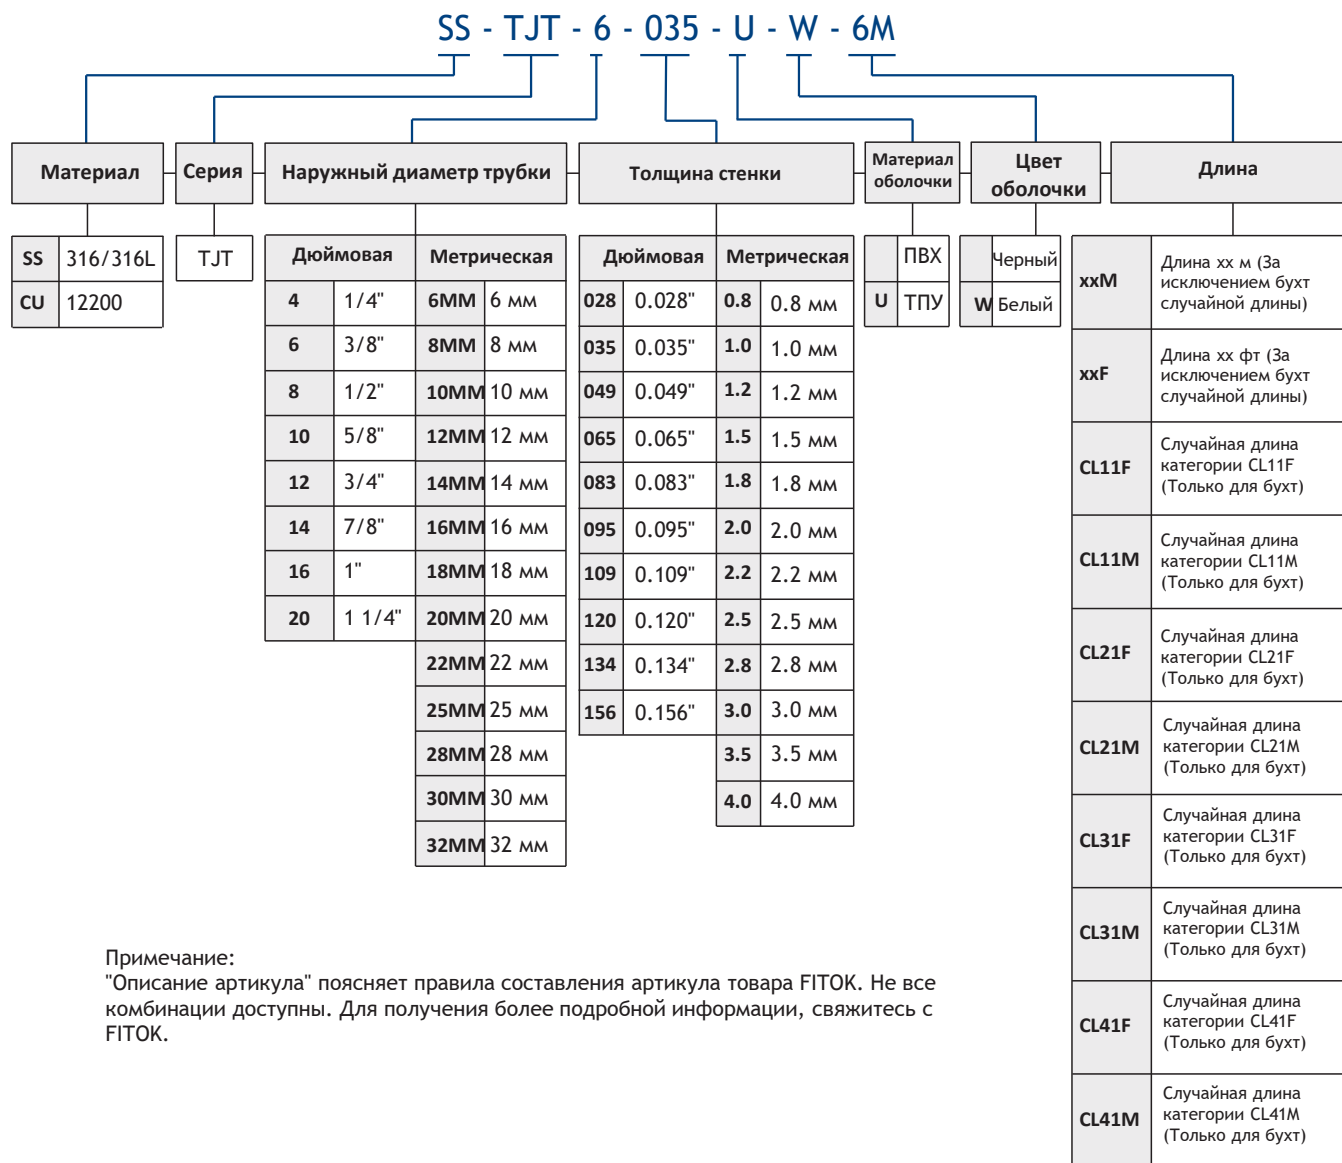 SS - TJT - 6 - 035 - U - W - 6M
Материал
Серия
Наружный диаметр трубки
Толщина стенки
Материал
оболочки
Цвет
оболочки
Длина
SS 316/316L
CU 12200
TJT
Дюймовая Метрическая
4 1/4" 6MM 6 мм
6 3/8" 8MM 8 мм
8 1/2" 10MM 10 мм
10 5/8" 12MM 12 мм
12 3/4" 14MM 14 мм
14 7/8" 16MM 16 мм
16 1" 18MM 18 мм
20 1 1/4" 20MM 20 мм
22MM 22 мм
25MM 25 мм
28MM 28 мм
30MM 30 мм
32MM 32 мм
Дюймовая Метрическая
028 0.028" 0.8 0.8 мм
035 0.035" 1.0 1.0 мм
049 0.049" 1.2 1.2 мм
065 0.065" 1.5 1.5 мм
083 0.083" 1.8 1.8 мм
095 0.095" 2.0 2.0 мм
109 0.109" 2.2 2.2 мм
120 0.120" 2.5 2.5 мм
134 0.134" 2.8 2.8 мм
156 0.156" 3.0 3.0 мм
3.5 3.5 мм
4.0 4.0 мм
ПВХ
U ТПУ
Черный
W Белый
xxM
Длина xx м (За
исключением бухт
случайной длины)
xxF
Длина xx фт (За
исключением бухт
случайной длины)
CL11F
Случайная длина
категории CL11F
(Только для бухт)
CL11M
Случайная длина
категории CL11M
(Только для бухт)
CL21F
Случайная длина
категории CL21F
(Только для бухт)
CL21M
Случайная длина
категории CL21M
(Только для бухт)
CL31F
Случайная длина
категории CL31F
(Только для бухт)
CL31M
Случайная длина
категории CL31M
(Только для бухт)
CL41F
Случайная длина
категории CL41F
(Только для бухт)
CL41M
Случайная длина
категории CL41M
(Только для бухт)
Примечание:
"Описание артикула" поясняет правила составления артикула товара FITOK. Не все
комбинации доступны. Для получения более подробной информации, свяжитесь с
FITOK.